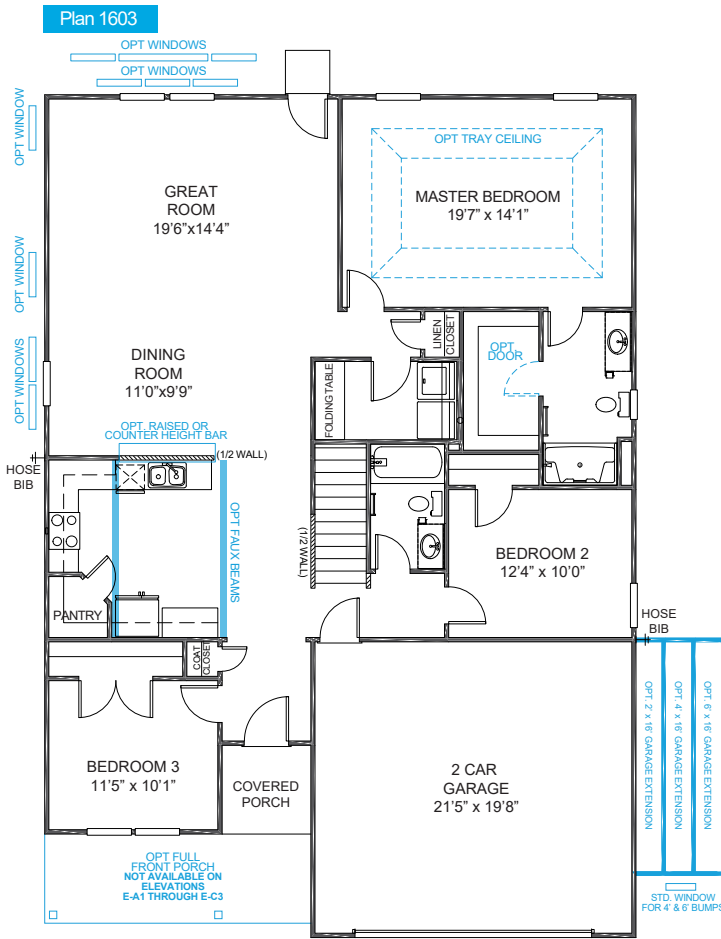 Plan 1603
OPT WINDOWS
OPT WINDOWS
OPT WINDOW
OPT TRAY CEILING
GREAT
ROOM
19'6"x14'4"
MASTER BEDROOM
19'7" x 14'1"
OPT WINDOW
LINEN
CLOSET
OPT
DOOR
OPT WINDOWS
DINING
ROOM
11'0"x9'9"
FOLDING TABLE
OPT. RAISED OR
COUNTER HEIGHT BAR
(1/2 WALL)
HOSE
BIB
OPT FAUX BEAMS
(1/2 WALL)
BEDROOM 2
12'4" x 10'0"
PANTRY
HOSE
BIB
COAT
CLOSET
OPT. 2' x 16' GARAGE EXTENSION
OPT. 4' x 16' GARAGE EXTENSION
OPT. 6' x 16' GARAGE EXTENSION
BEDROOM 3
11'5" x 10'1"
COVERED
PORCH
2 CAR
GARAGE
21'5" x 19'8"
OPT FULL
FRONT PORCH
NOT AVAILABLE ON
ELEVATIONS
E-A1 THROUGH E-C3
STD. WINDOW
FOR 4' & 6' BUMPS